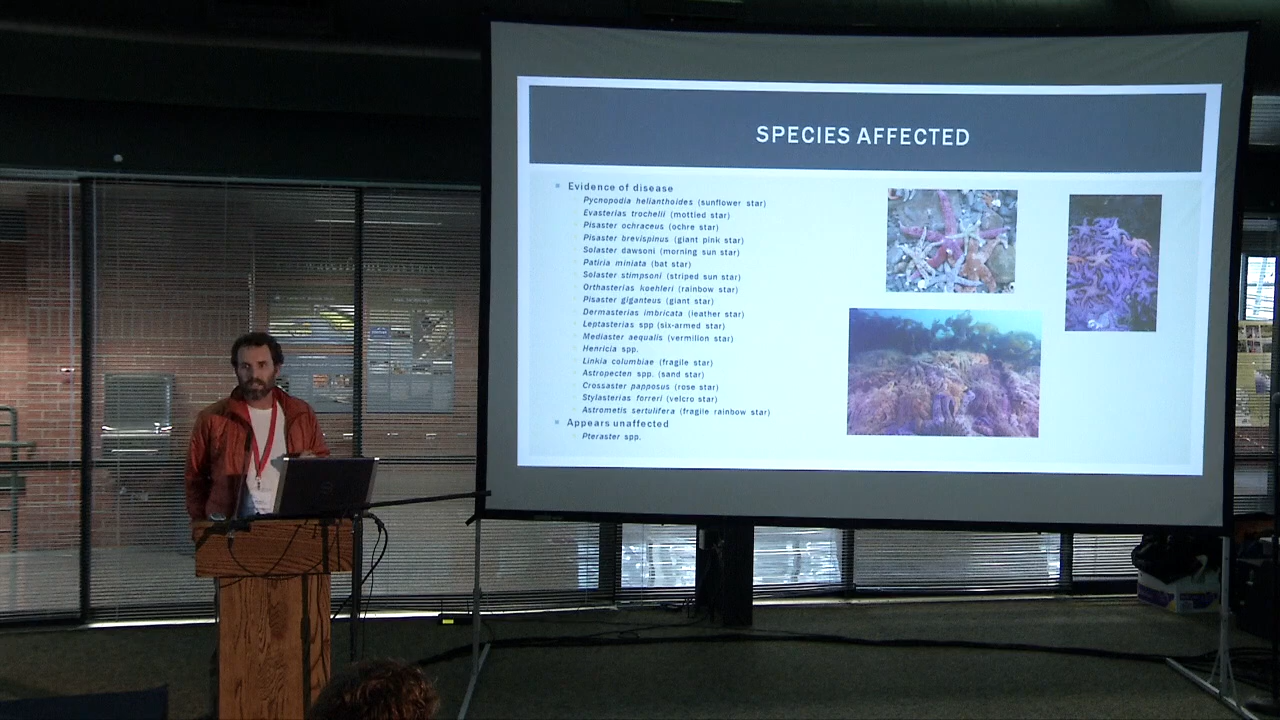 SPECIES AFFECTED
Evidence of disease
Pycnopodia helianthoides (sunflower star)
Evasterias trochelii (mottled star)
Pisaster ochraceus (ochre star)
Pisaster brevispinus (giant pink star)
Solaster dawsoni (morning sun star)
Patiria miniata (bat star)
Solaster stimpsoni (striped sun star)
Orthasterias koehleri (rainbow star)
Pisaster giganteus (giant star)
Dermasterias imbricata (leather star)
Leptasterias spp (six-armed star)
Mediaster aequalis (vermilion star)
Henricia spp.
Linkia columbiae (fragile star)
Astropecten spp. (sand star)
Crossaster papposus (rose star)
Stylasterias forreri (velcro star)
Astrometis sertulifera (fragile rainbow star)
Appears unaffected
Pteraster spp.